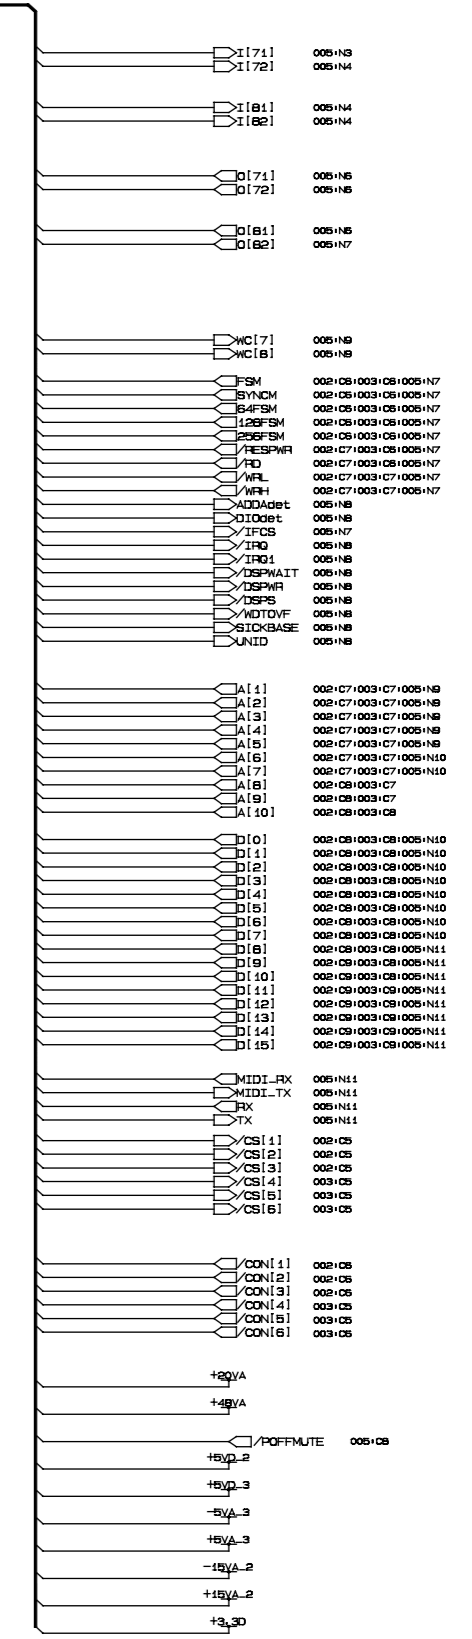 I[71] 005:N3
I[72] 005:N4
I[81] 005:N4
I[82] 005:N4
O[71] 005:N6
O[72] 005:N6
O[81] 005:N6
O[82] 005:N7
WC[7] 005:N9
WC[8] 005:N9
FSM 002:C6:003:C6:005:N7
SYNCM 002:C6:003:C6:005:N7
64FSM 002:C6:003:C6:005:N7
128FSM 002:C6:003:C6:005:N7
256FSM 002:C6:003:C6:005:N7
/RESPWR 002:C7:003:C6:005:N7
/RD 002:C7:003:C6:005:N7
/WRL 002:C7:003:C7:005:N7
/WRH 002:C7:003:C7:005:N7
ADDAdet 005:N8
DIOdet 005:N8
/IFCS 005:N7
/IRQ 005:N8
/IRQ1 005:N8
/DSPWAIT 005:N8
/DSPWR 005:N8
/DSPS 005:N8
/WDTOVF 005:N8
SICKBASE 005:N8
UNID 005:N8
A[1] 002:C7:003:C7:005:N9
A[2] 002:C7:003:C7:005:N9
A[3] 002:C7:003:C7:005:N9
A[4] 002:C7:003:C7:005:N9
A[5] 002:C7:003:C7:005:N9
A[6] 002:C7:003:C7:005:N10
A[7] 002:C7:003:C7:005:N10
A[8] 002:C8:003:C7
A[9] 002:C8:003:C7
A[10] 002:C8:003:C8
D[0] 002:C8:003:C8:005:N10
D[1] 002:C8:003:C8:005:N10
D[2] 002:C8:003:C8:005:N10
D[3] 002:C8:003:C8:005:N10
D[4] 002:C8:003:C8:005:N10
D[5] 002:C8:003:C8:005:N10
D[6] 002:C8:003:C8:005:N10
D[7] 002:C8:003:C8:005:N10
D[8] 002:C8:003:C8:005:N11
D[9] 002:C9:003:C8:005:N11
D[10] 002:C9:003:C8:005:N11
D[11] 002:C9:003:C9:005:N11
D[12] 002:C9:003:C9:005:N11
D[13] 002:C9:003:C9:005:N11
D[14] 002:C9:003:C9:005:N11
D[15] 002:C9:003:C9:005:N11
MIDI_RX 005:N11
MIDI_TX 005:N11
RX 005:N11
TX 005:N11
/CS[1] 002:C5
/CS[2] 002:C5
/CS[3] 002:C5
/CS[4] 003:C5
/CS[5] 003:C5
/CS[6] 003:C5
/CON[1] 002:C6
/CON[2] 002:C6
/CON[3] 002:C6
/CON[4] 003:C5
/CON[5] 003:C6
/CON[6] 003:C6
+20VA
+48VA
/POFFMUTE 005:C8
+5VD_2
+5VD_3
-5VA_3
+5VA_3
-15VA_2
+15VA_2
+3.3D